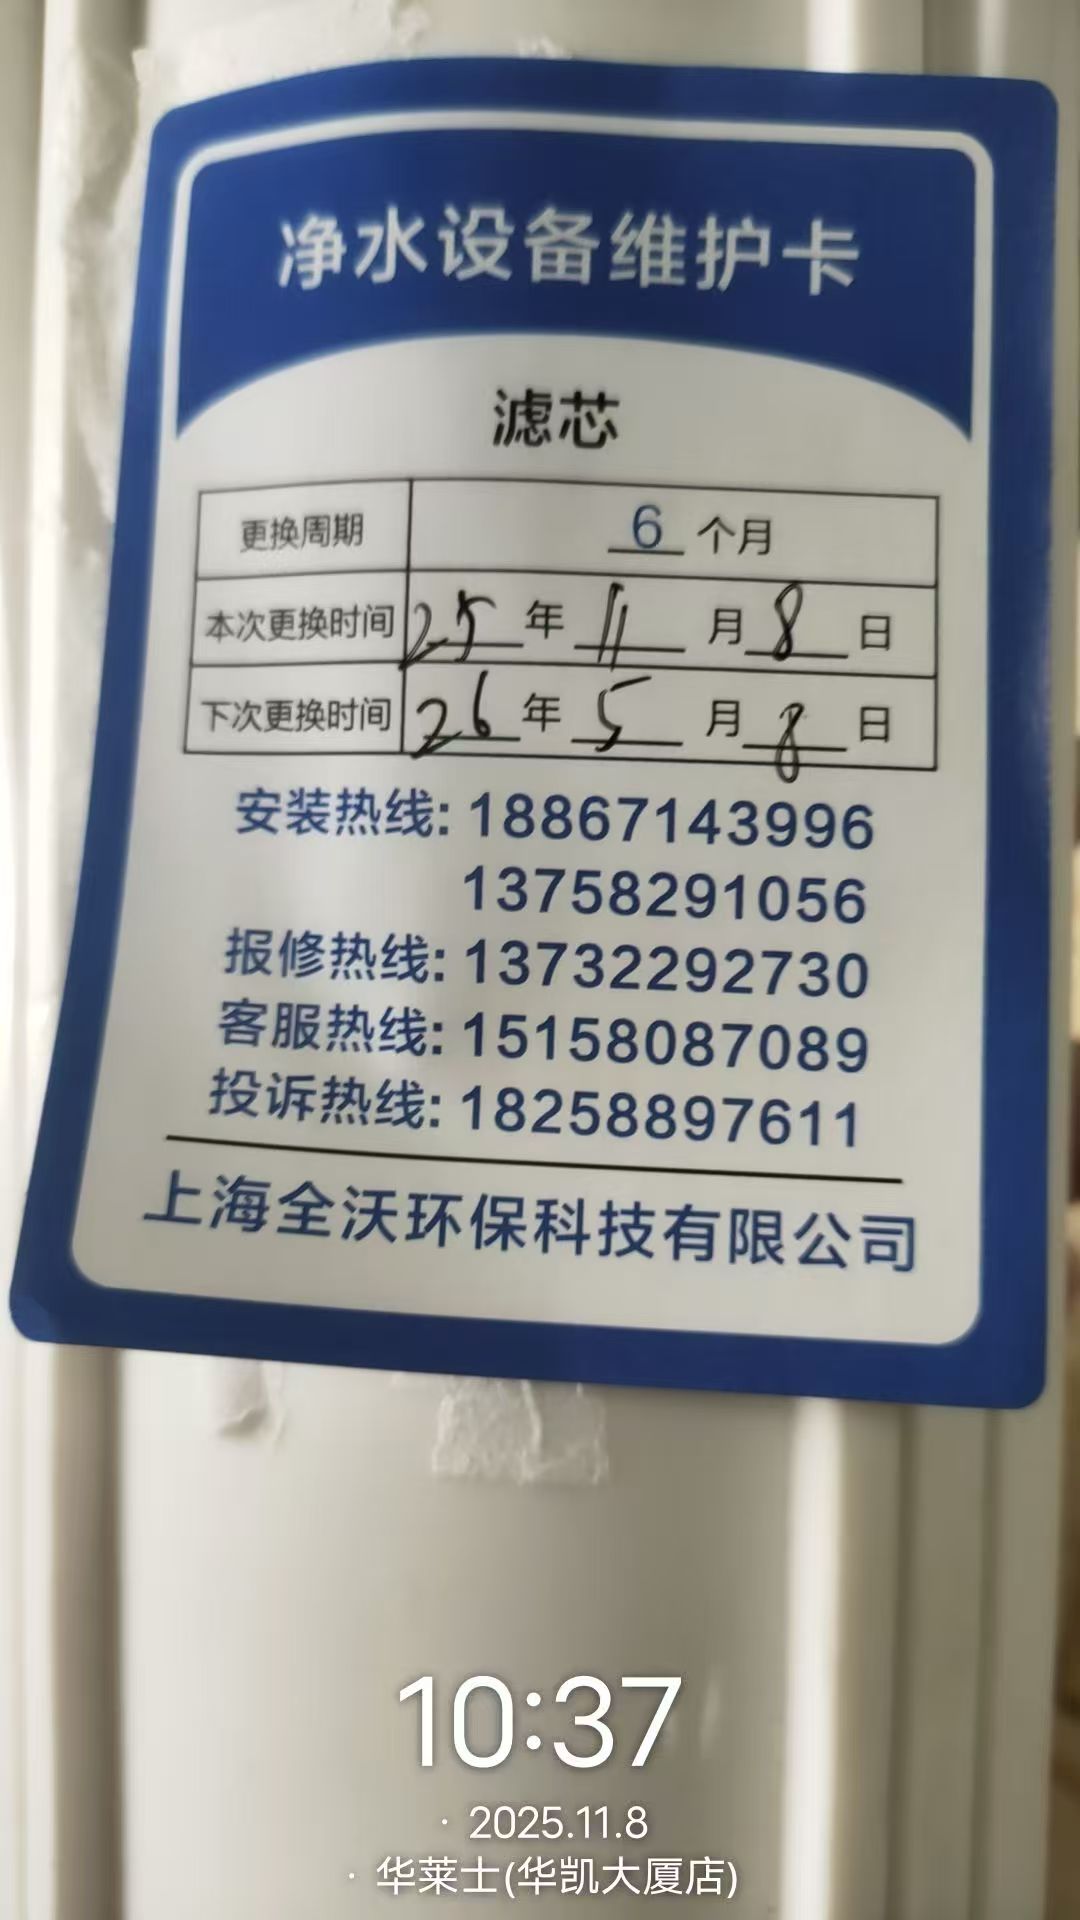 净水设备维护卡
滤芯
更换周期 6 个月
本次更换时间 25 年 11 月 8 日
下次更换时间 26 年 5 月 8 日
安装热线: 18867143996
13758291056
报修热线: 13732292730
客服热线: 15158087089
投诉热线: 18258897611
上海全沃环保科技有限公司
10:37
· 2025.11.8
· 华莱士(华凯大厦店)